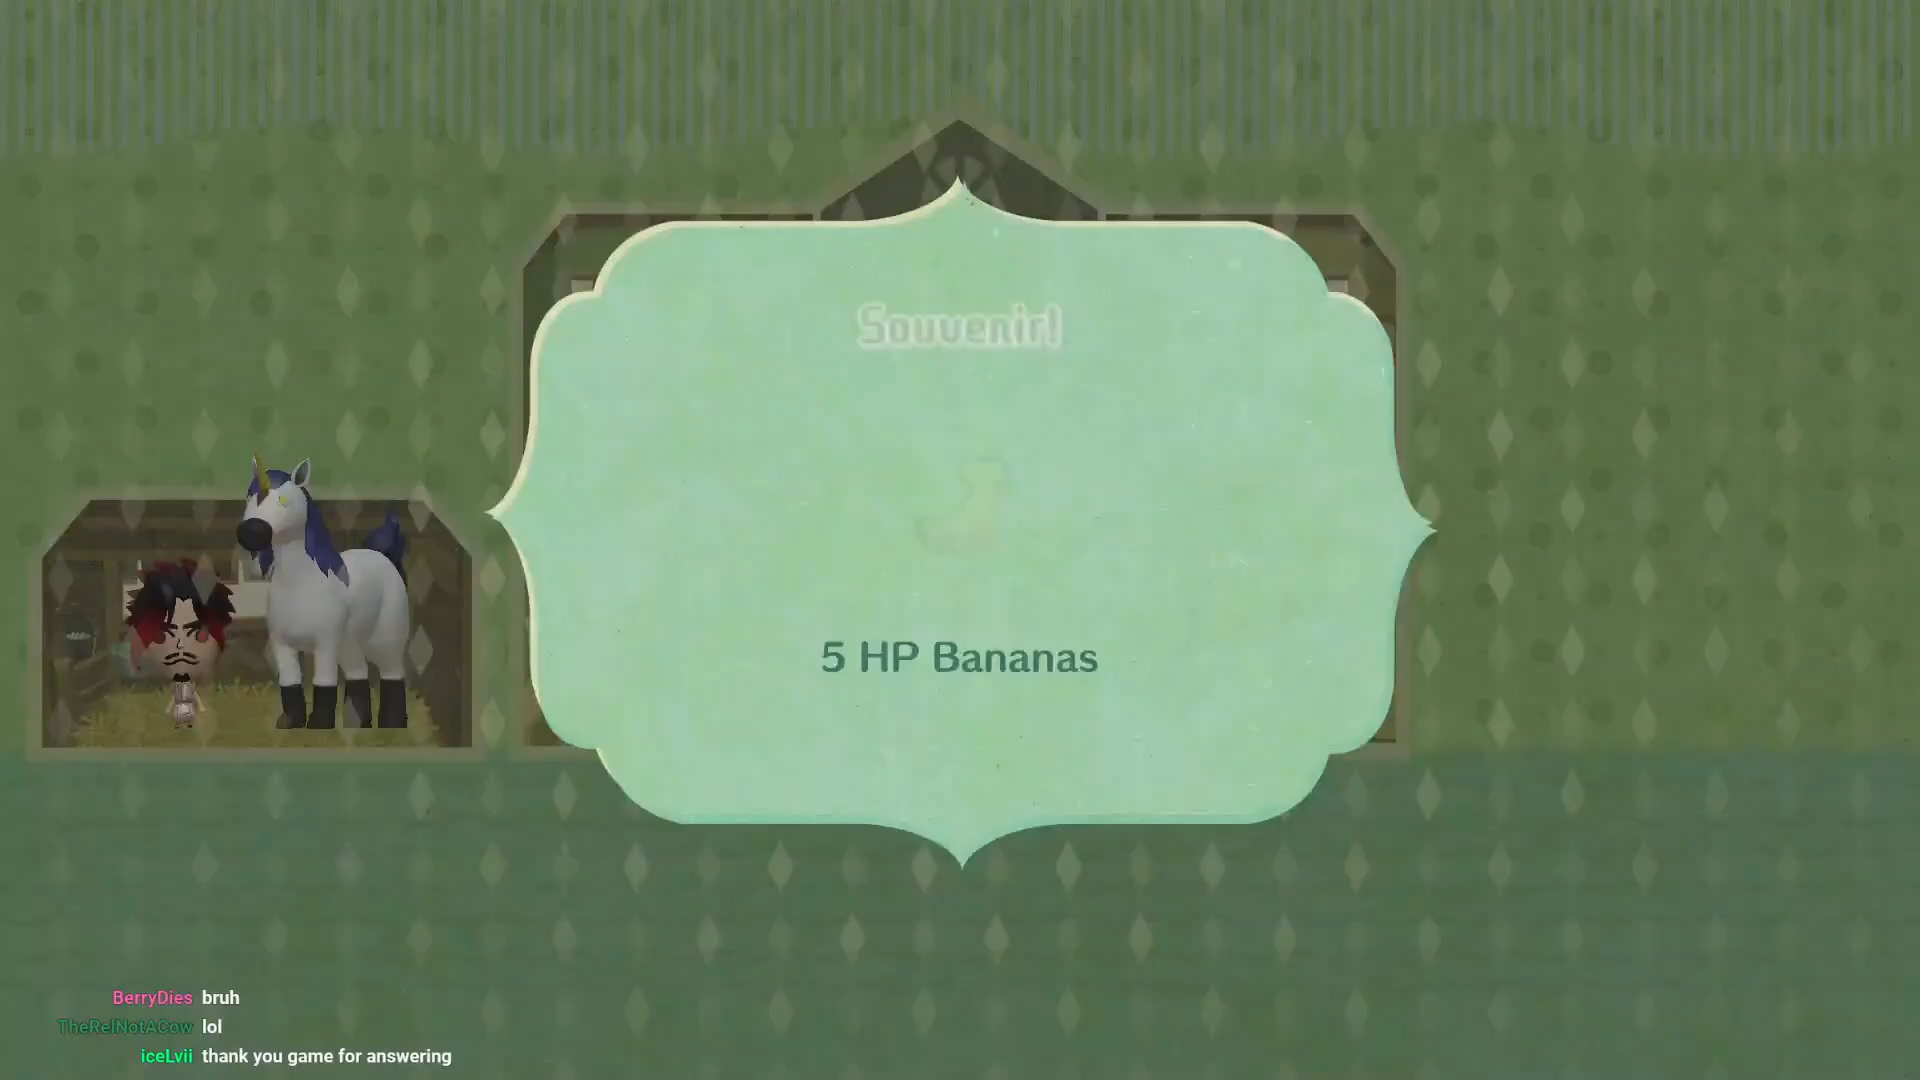 Souvenir!
5 HP Bananas
BerryDies bruh
TheRelNotACow lol
iceLvii thank you game for answering